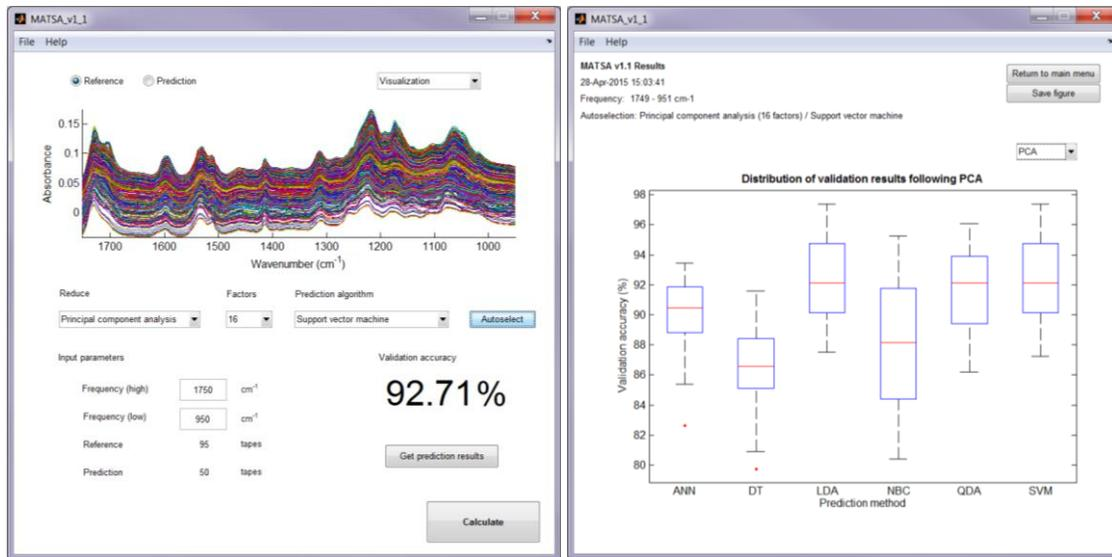 MATSA_v1_1
File Help
Reference Prediction Visualization
0.15
0.1
0.05
0
Absorbance
1700 1600 1500 1400 1300 1200 1100 1000
Wavenumber (cm-1)
Reduce Factors Prediction algorithm
Principal component analysis 16 Support vector machine Autoselect
Input parameters Validation accuracy
Frequency (high) 1750 cm-1
92.71%
Frequency (low) 950 cm-1
Reference 95 tapes
Get prediction results
Prediction 50 tapes
Calculate
MATSA_v1_1
File Help
MATSA v1.1 Results
28-Apr-2015 15:03:41
Frequency: 1749 - 951 cm-1
Autoselection: Principal component analysis (16 factors) / Support vector machine
Return to main menu
Save figure
PCA
Distribution of validation results following PCA
98
96
94
92
90
88
86
84
82
80
Validation accuracy (%)
ANN DT LDA NBC QDA SVM
Prediction method